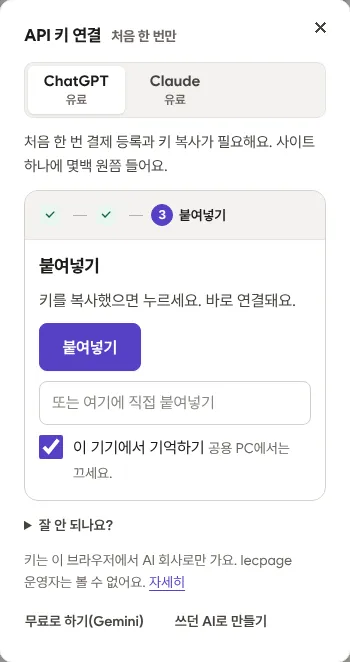 API 키 연결 처음 한 번만
ChatGPT Claude
유료 유료
처음 한 번 결제 등록과 키 복사가 필요해요. 사이트
하나에 몇백 원쯤 들어요.
3 붙여넣기
붙여넣기
키를 복사했으면 누르세요. 바로 연결돼요.
붙여넣기
또는 여기에 직접 붙여넣기
이 기기에서 기억하기 공용 PC에서는
끄세요.
잘 안 되나요?
키는 이 브라우저에서 AI 회사로만 가요. lecpage
운영자는 볼 수 없어요. 자세히
무료로 하기(Gemini) 쓰던 AI로 만들기